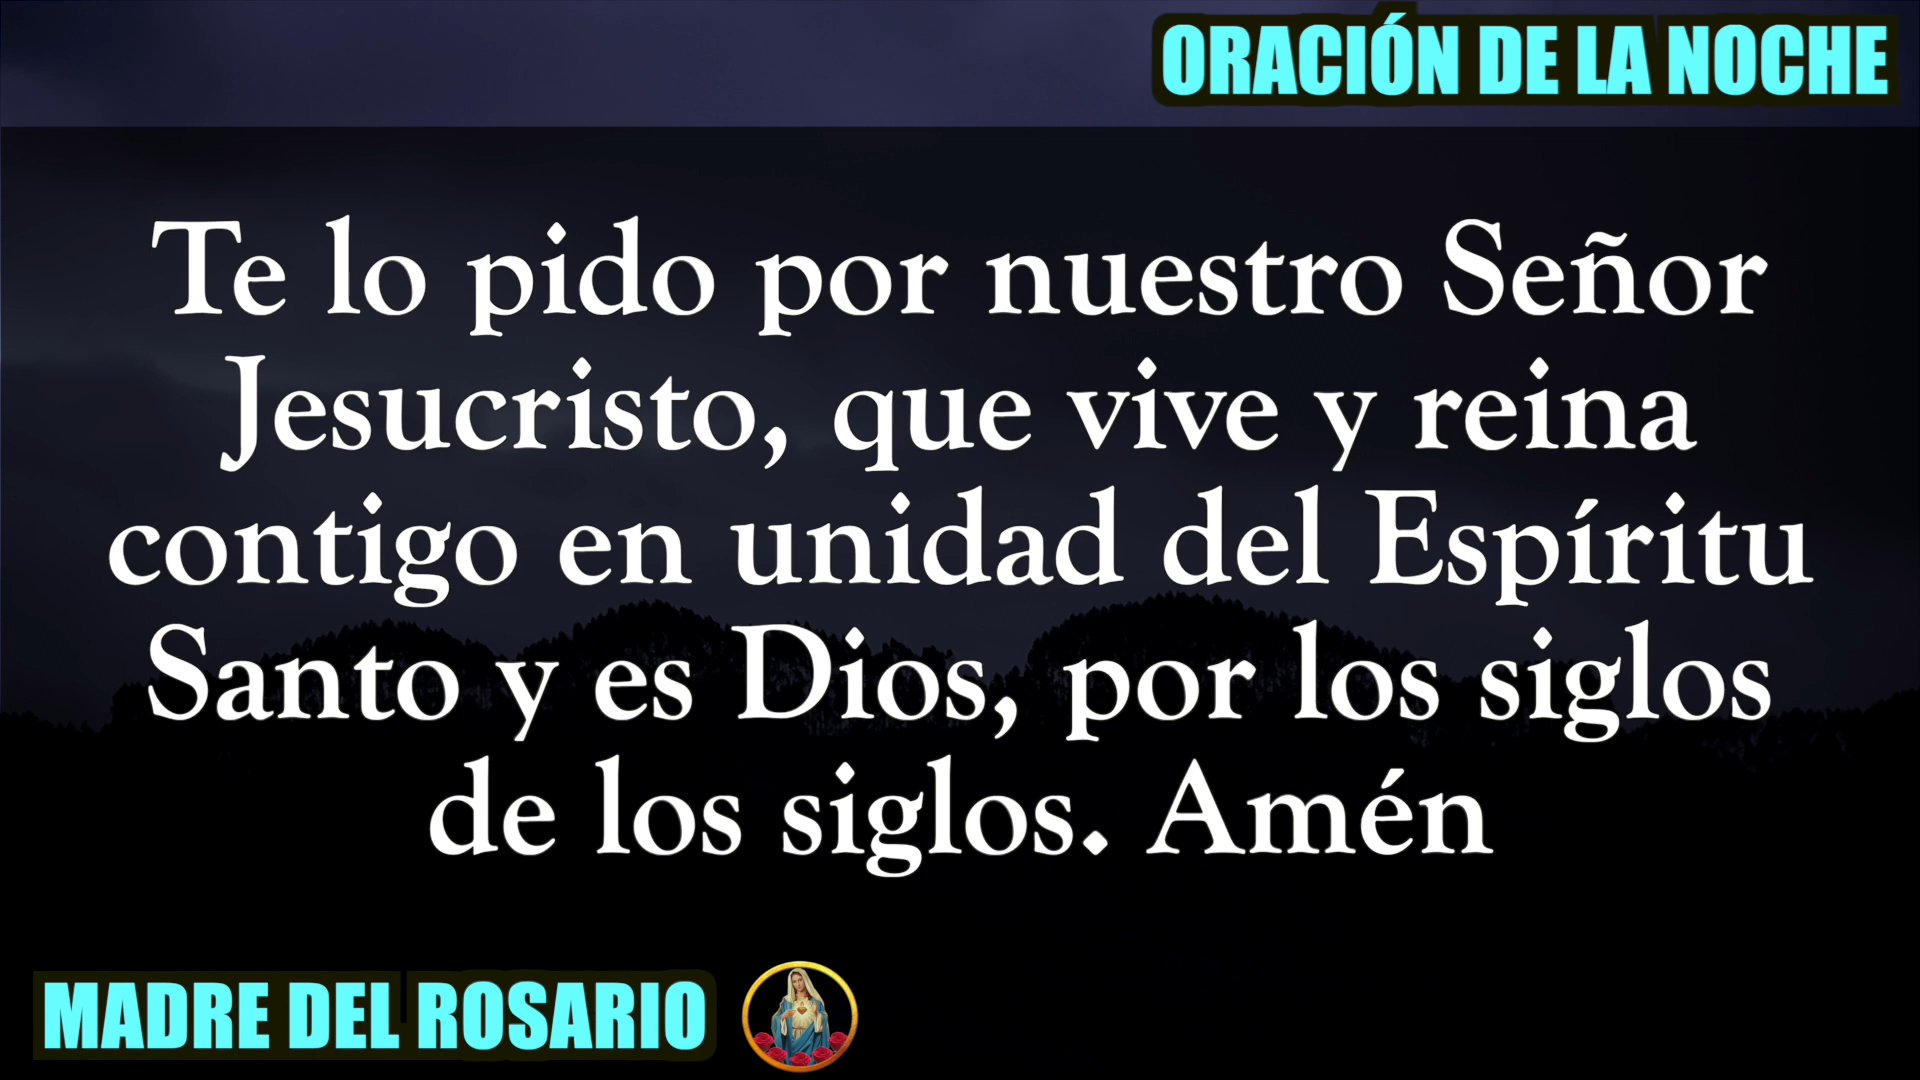 ORACIÓN DE LA NOCHE
Te lo pido por nuestro Señor
Jesucristo, que vive y reina
contigo en unidad del Espíritu
Santo y es Dios, por los siglos
de los siglos. Amén
MADRE DEL ROSARIO